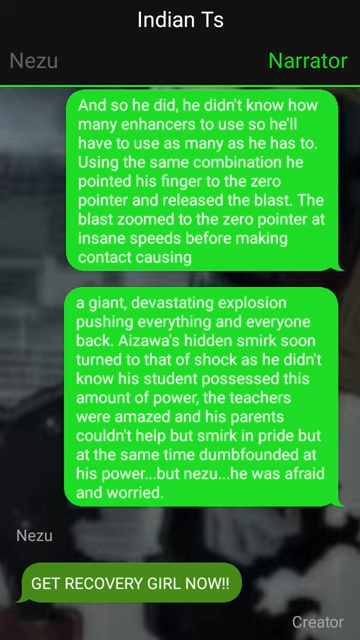 Indian Ts
Nezu
Narrator
And so he did, he didn't know how
many enhancers to use so he'll
have to use as many as he has to.
Using the same combination he
pointed his finger to the zero
pointer and released the blast. The
blast zoomed to the zero pointer at
insane speeds before making
contact causing
a giant, devastating explosion
pushing everything and everyone
back. Aizawa's hidden smirk soon
turned to that of shock as he didn't
know his student possessed this
amount of power, the teachers
were amazed and his parents
couldn't help but smirk in pride but
at the same time dumbfounded at
his power...but nezu...he was afraid
and worried.
Nezu
GET RECOVERY GIRL NOW!!
Creator